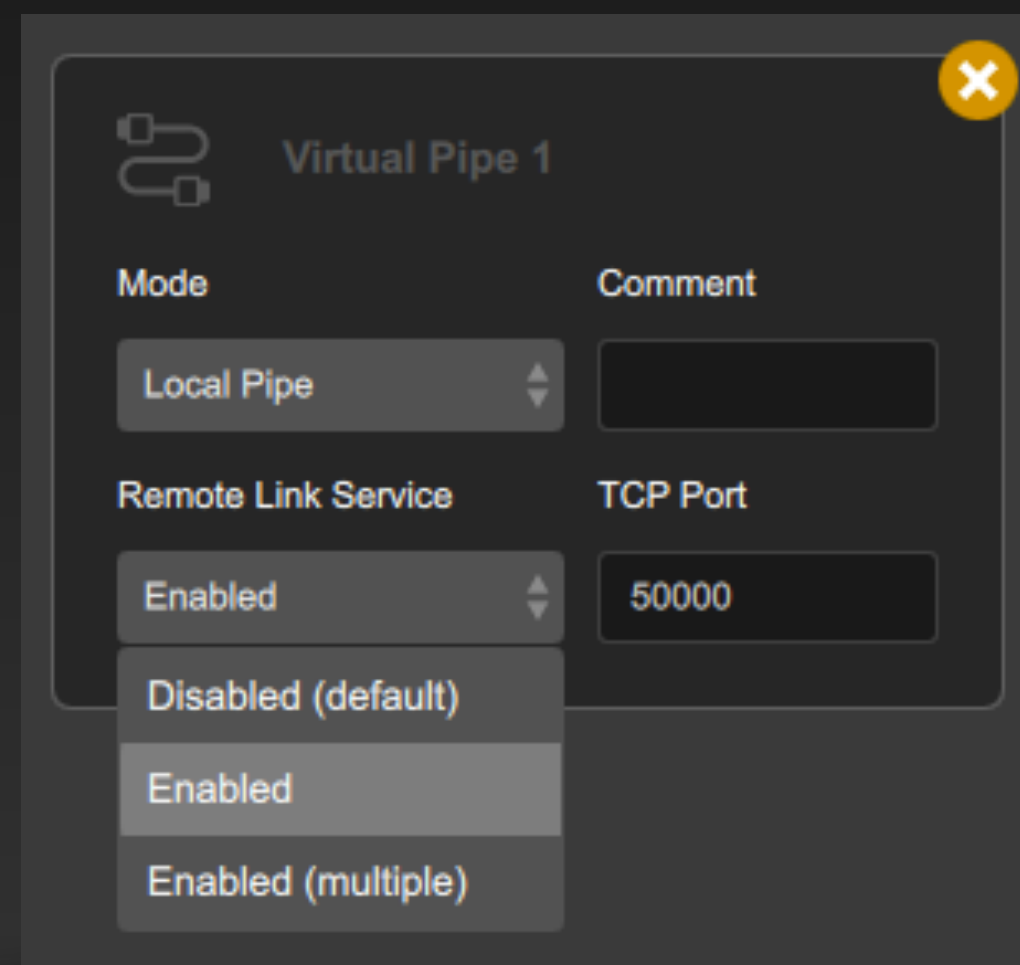 Virtual Pipe 1
Mode Comment
Local Pipe
Remote Link Service TCP Port
Enabled 50000
Disabled (default)
Enabled
Enabled (multiple)